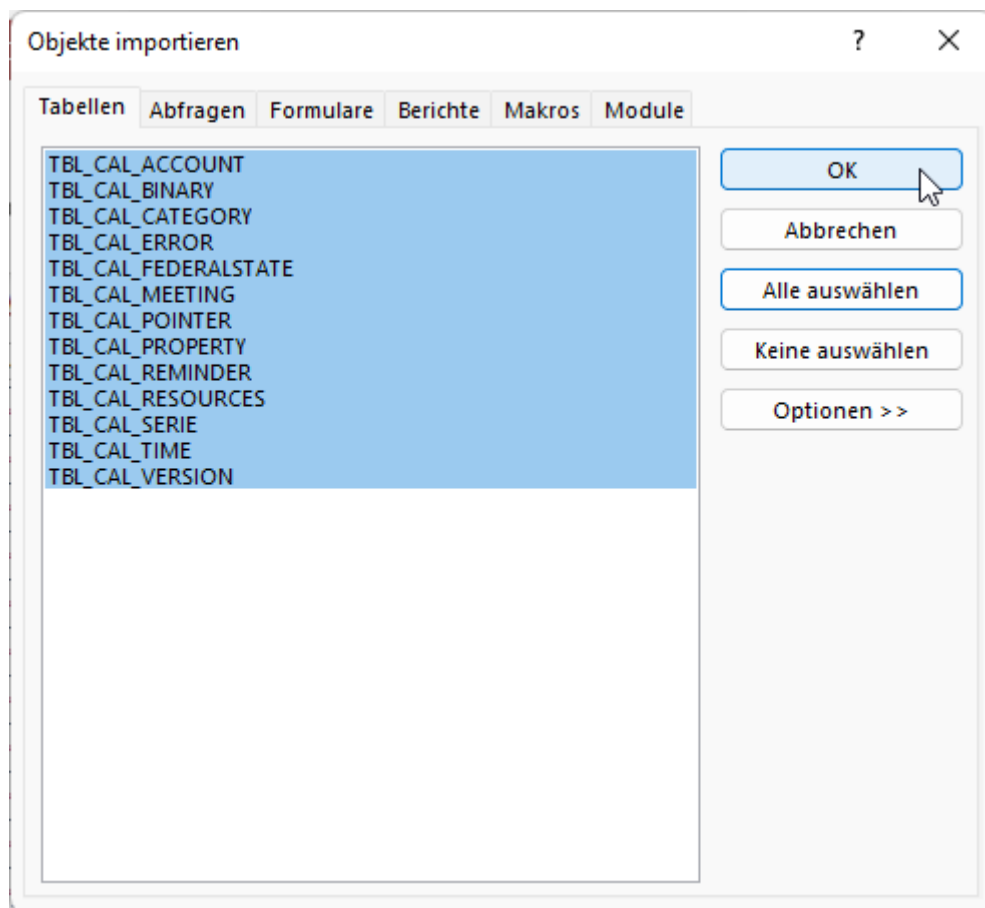 Objekte importieren
?
Tabellen Abfragen Formulare Berichte Makros Module
TBL_CAL_ACCOUNT
TBL_CAL_BINARY
TBL_CAL_CATEGORY
TBL_CAL_ERROR
TBL_CAL_FEDERALSTATE
TBL_CAL_MEETING
TBL_CAL_POINTER
TBL_CAL_PROPERTY
TBL_CAL_REMINDER
TBL_CAL_RESOURCES
TBL_CAL_SERIE
TBL_CAL_TIME
TBL_CAL_VERSION
OK
Abbrechen
Alle auswählen
Keine auswählen
Optionen >>